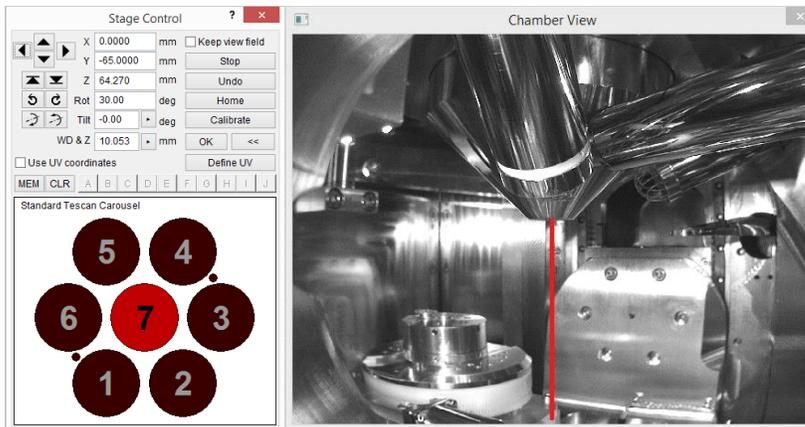 Stage Control
?
X 0.0000 mm
Keep view field
Y -65.0000 mm
Stop
Z 64.270 mm
Undo
Rot 30.00 deg
Home
Tilt -0.00 deg
Calibrate
WD & Z 10.053 mm
OK
<<
Use UV coordinates
Define UV
MEM CLR A B C D E F G H I J
Standard Tescan Carousel
5 4
6 7 3
1 2
Chamber View